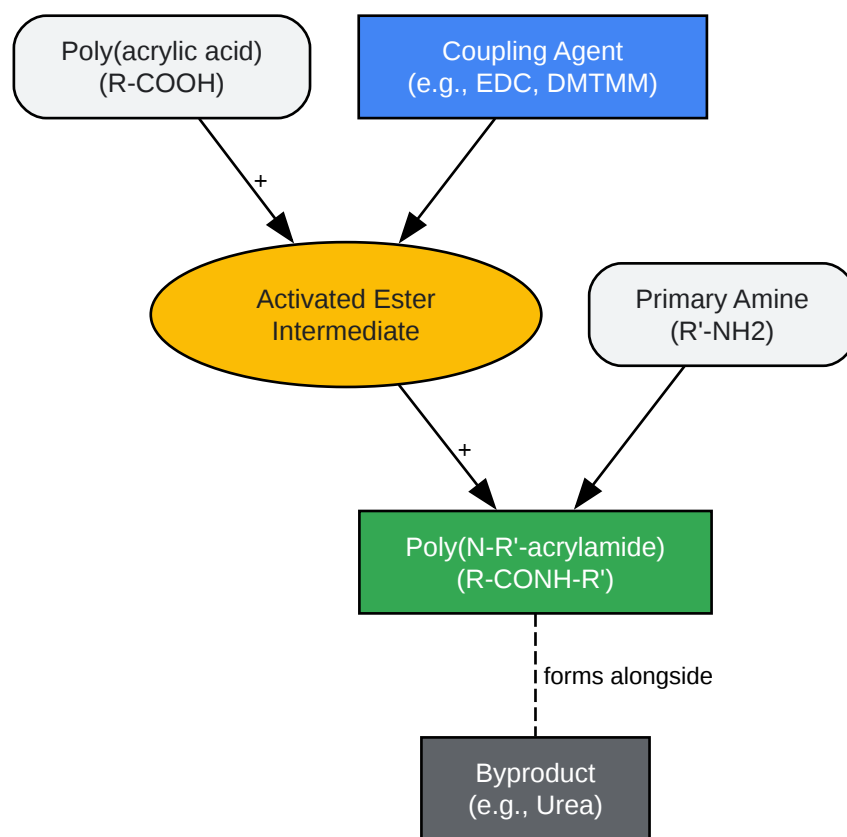 Poly(acrylic acid)
(R-COOH)
Coupling Agent
(e.g., EDC, DMTMM)
+
Activated Ester
Intermediate
Primary Amine
(R'-NH2)
+
Poly(N-R'-acrylamide)
(R-CONH-R')
forms alongside
Byproduct
(e.g., Urea)